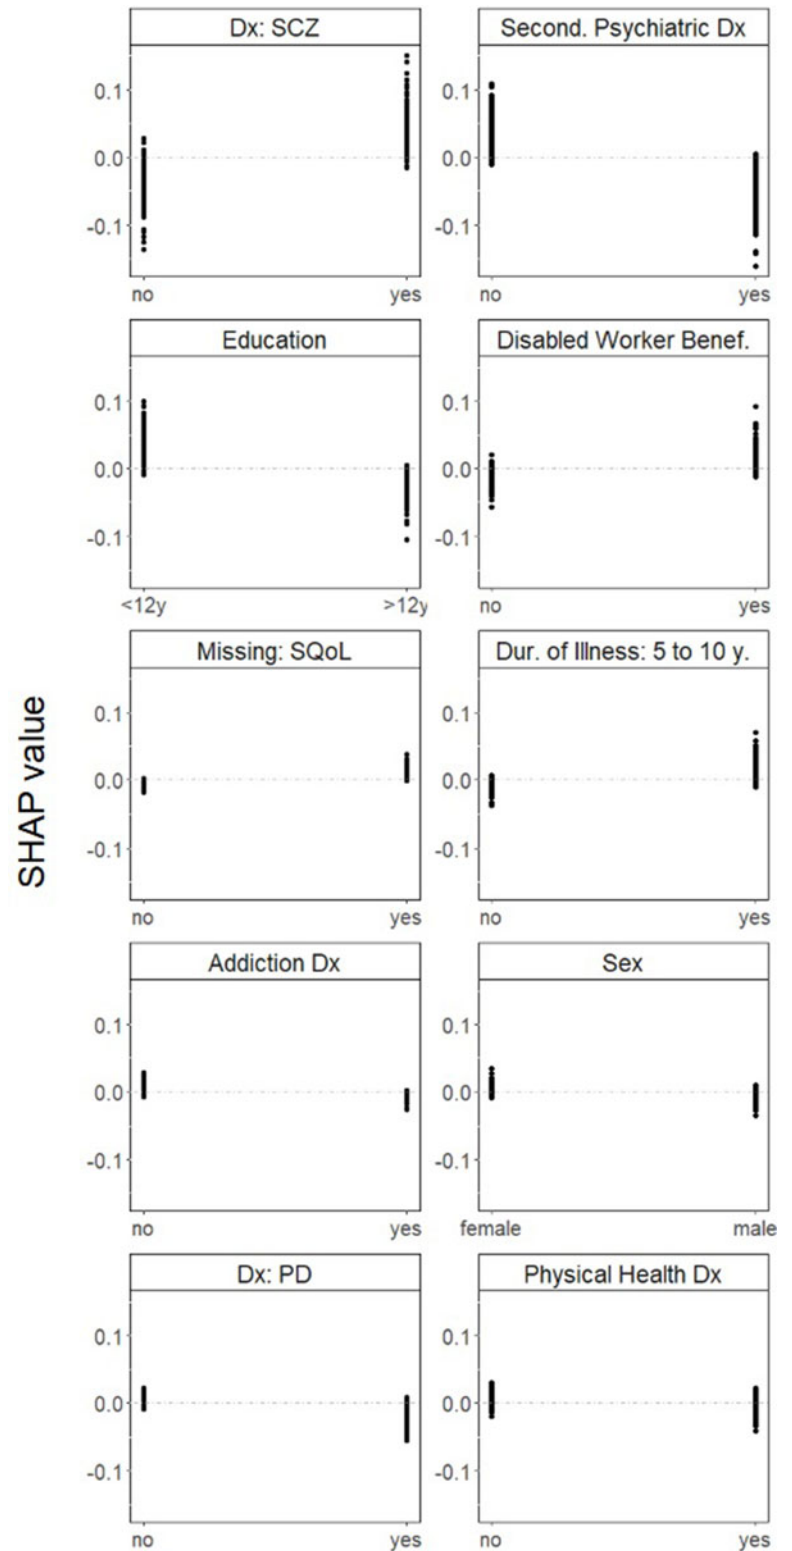 Dx: SCZ
Second. Psychiatric Dx
0.1
0.0
-0.1
0.1
0.0
-0.1
no
yes
no
yes
Education
Disabled Worker Benef.
0.1
0.0
-0.1
0.1
0.0
-0.1
<12y
>12y
no
yes
Missing: SQoL
Dur. of Illness: 5 to 10 y.
SHAP value
0.1
0.0
-0.1
0.1
0.0
-0.1
no
yes
no
yes
Addiction Dx
Sex
0.1
0.0
-0.1
0.1
0.0
-0.1
no
yes
female
male
Dx: PD
Physical Health Dx
0.1
0.0
-0.1
0.1
0.0
-0.1
no
yes
no
yes